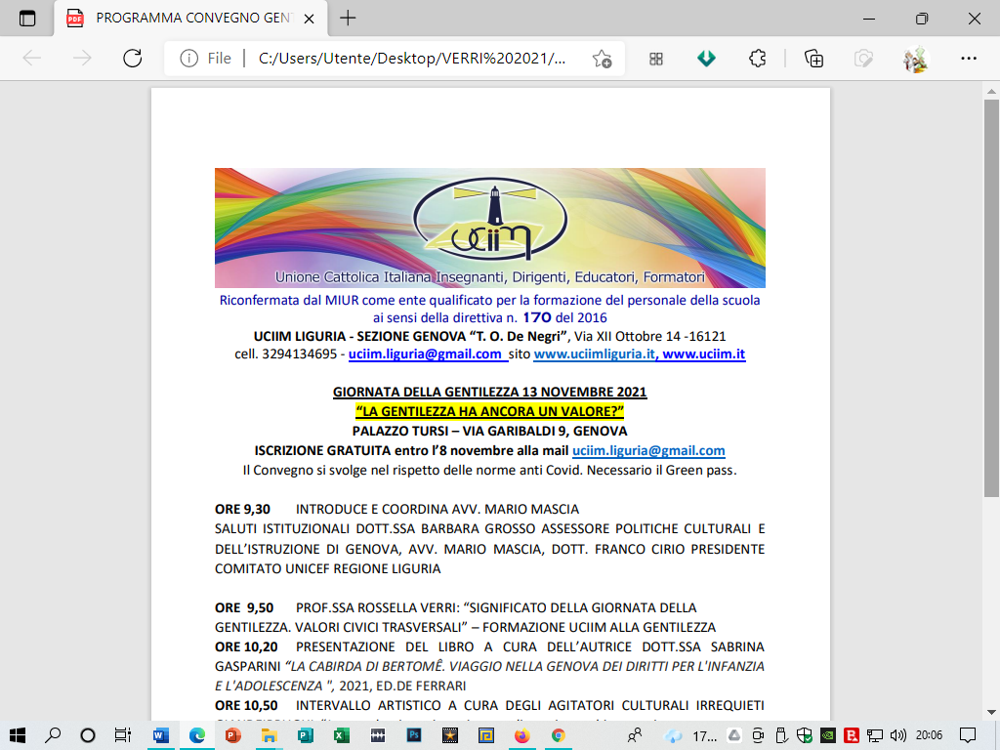 PROGRAMMA CONVEGNO GEN
File
C:/Users/Utente/Desktop/VERRI%202021/...
UCIIM
Unione Cattolica Italiana Insegnanti, Dirigenti, Educatori, Formatori
Riconfermata dal MIUR come ente qualificato per la formazione del personale della scuola
ai sensi della direttiva n. 170 del 2016
UCIIM LIGURIA - SEZIONE GENOVA “T. O. De Negri”, Via XII Ottobre 14 -16121
cell. 3294134695 - uciim.liguria@gmail.com sito www.uciimliguria.it, www.uciim.it
GIORNATA DELLA GENTILEZZA 13 NOVEMBRE 2021
“LA GENTILEZZA HA ANCORA UN VALORE?”
PALAZZO TURSI – VIA GARIBALDI 9, GENOVA
ISCRIZIONE GRATUITA entro l’8 novembre alla mail uciim.liguria@gmail.com
Il Convegno si svolge nel rispetto delle norme anti Covid. Necessario il Green pass.
ORE 9,30 INTRODUCE E COORDINA AVV. MARIO MASCIA
SALUTI ISTITUZIONALI DOTT.SSA BARBARA GROSSO ASSESSORE POLITICHE CULTURALI E
DELL’ISTRUZIONE DI GENOVA, AVV. MARIO MASCIA, DOTT. FRANCO CIRIO PRESIDENTE
COMITATO UNICEF REGIONE LIGURIA
ORE 9,50 PROF.SSA ROSSELLA VERRI: “SIGNIFICATO DELLA GIORNATA DELLA
GENTILEZZA. VALORI CIVICI TRASVERSALI” – FORMAZIONE UCIIM ALLA GENTILEZZA
ORE 10,20 PRESENTAZIONE DEL LIBRO A CURA DELL’AUTRICE DOTT.SSA SABRINA
GASPARINI “LA CABIRDA DI BERTOMÊ. VIAGGIO NELLA GENOVA DEI DIRITTI PER L'INFANZIA
E L'ADOLESCENZA ", 2021, ED.DE FERRARI
ORE 10,50 INTERVALLO ARTISTICO A CURA DEGLI AGITATORI CULTURALI IRREQUIETI
17...
20:06